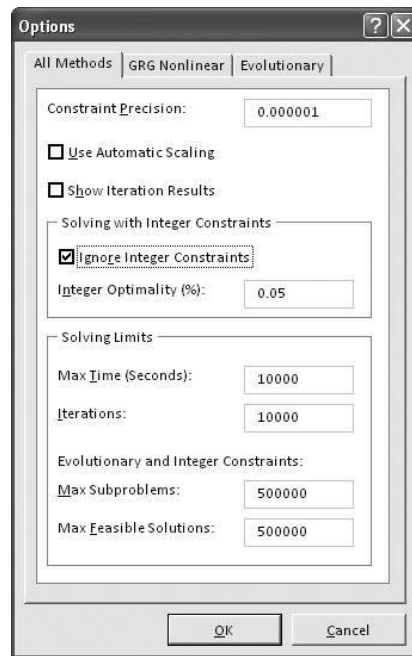 Options
All Methods GRG Nonlinear Evolutionary
Constraint Precision: 0.000001
Use Automatic Scaling
Show Iteration Results
Solving with Integer Constraints
Ignore Integer Constraints
Integer Optimality (%): 0.05
Solving Limits
Max Time (Seconds): 10000
Iterations: 10000
Evolutionary and Integer Constraints:
Max Subproblems: 500000
Max Feasible Solutions: 500000
OK Cancel